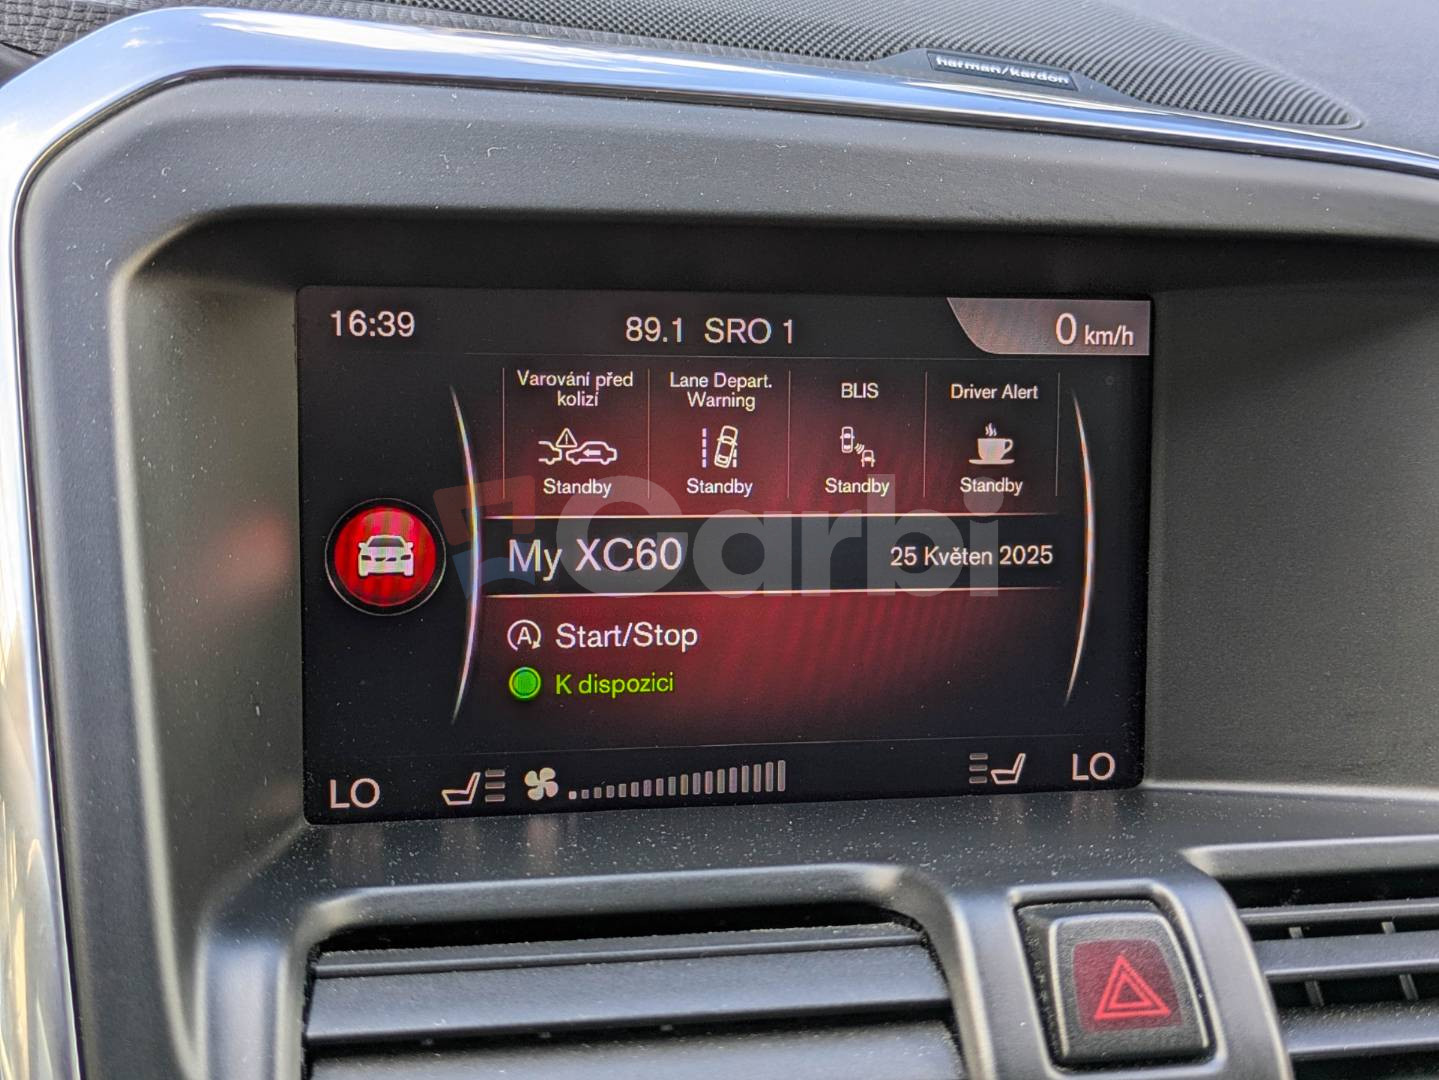 harman/kardon
16:39
89.1 SRO 1
0 km/h
Varování před
kolizí
Lane Depart.
Warning
BLIS
Driver Alert
Standby
Standby
Standby
Standby
Carbi
My XC60
25 Květen 2025
A
Start/Stop
K dispozici
LO
LO